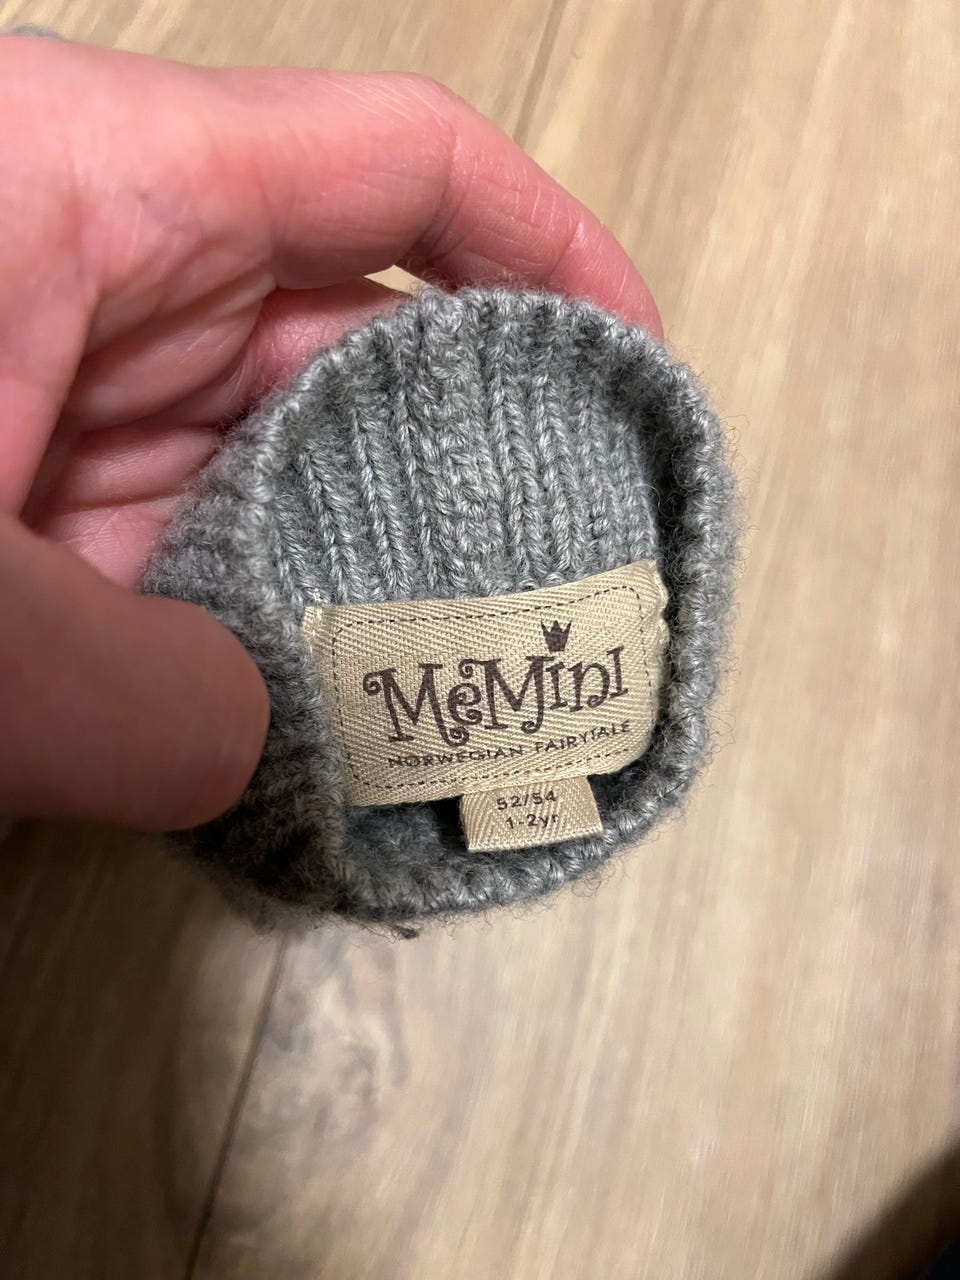 MeMini
NORWEGIAN FAIRYTALE
52/54
1-2yr